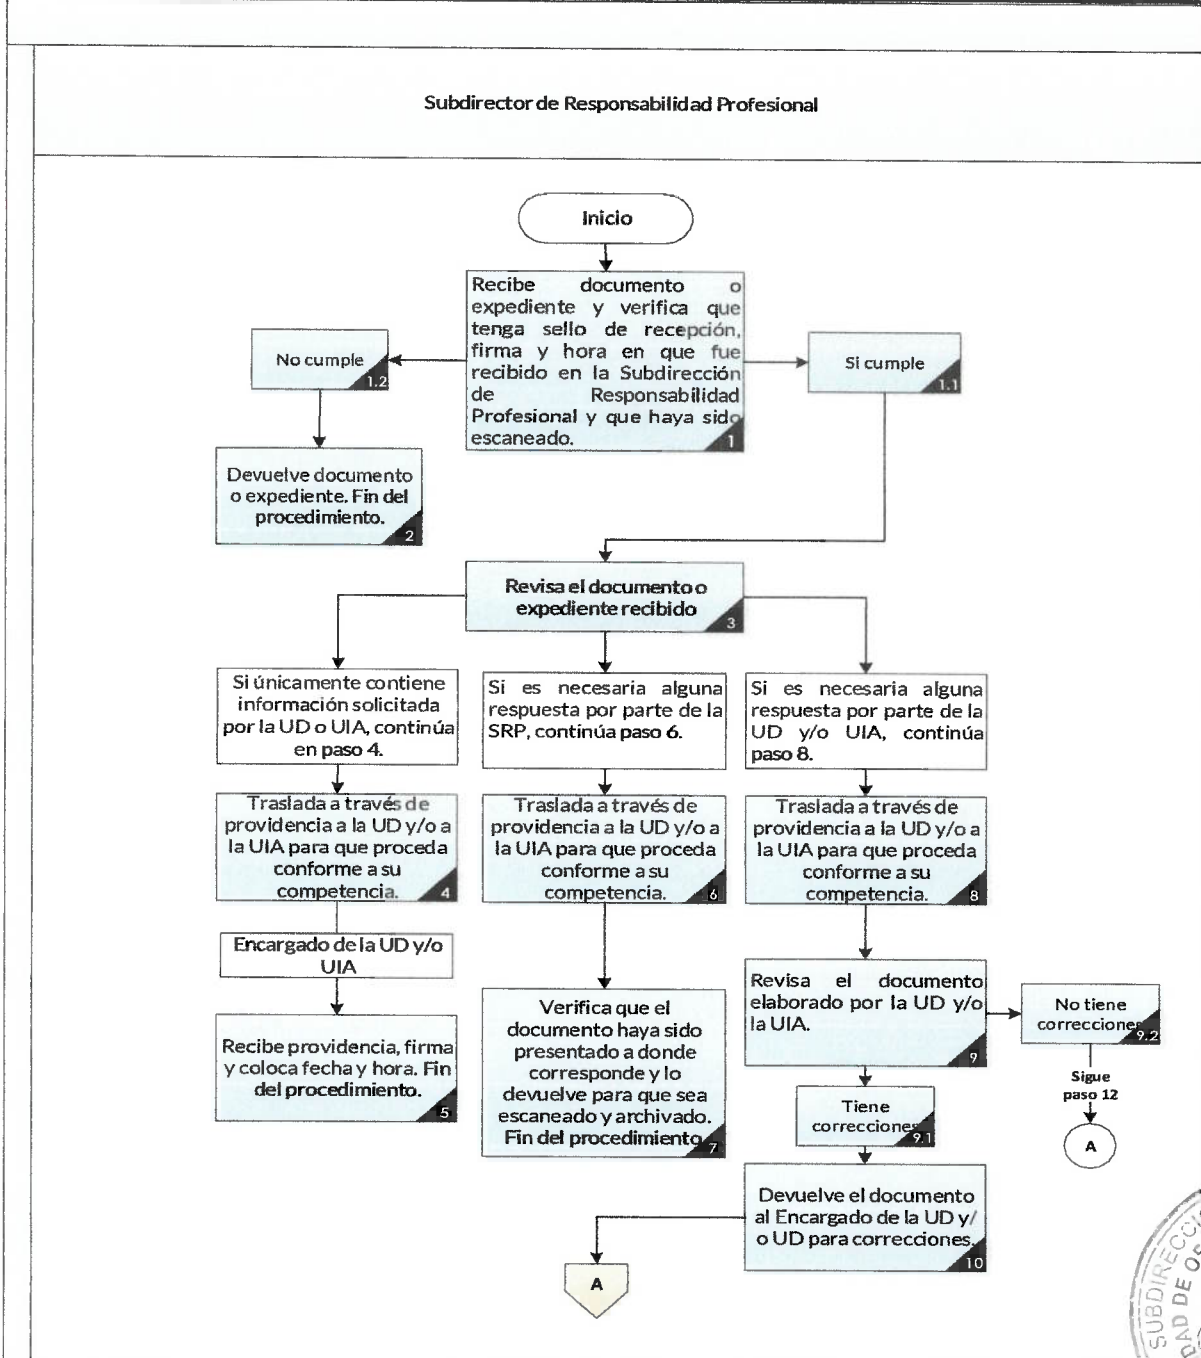 Subdirector de Responsabilidad Profesional
Inicio
Recibe documento o
expediente y verifica que
tenga sello de recepción,
firma y hora en que fue
recibido en la Subdirección
de Responsabilidad
Profesional y que haya sido
escaneado.
1
No cumple
1.2
Si cumple
1.1
Devuelve documento
o expediente. Fin del
procedimiento.
2
Revisa el documento o
expediente recibido
3
Si únicamente contiene
información solicitada
por la UD o UIA, continúa
en paso 4.
Si es necesaria alguna
respuesta por parte de la
SRP, continúa paso 6.
Si es necesaria alguna
respuesta por parte de la
UD y/o UIA, continúa
paso 8.
Traslada a través de
providencia a la UD y/o a
la UIA para que proceda
conforme a su
competencia.
4
Traslada a través de
providencia a la UD y/o a
la UIA para que proceda
conforme a su
competencia.
6
Traslada a través de
providencia a la UD y/o a
la UIA para que proceda
conforme a su
competencia.
8
Encargado de la UD y/o
UIA
Recibe providencia, firma
y coloca fecha y hora. Fin
del procedimiento.
5
Verifica que el
documento haya sido
presentado a donde
corresponde y lo
devuelve para que sea
escaneado y archivado.
Fin del procedimiento
7
Revisa el documento
elaborado por la UD y/o
la UIA.
9
No tiene
correcciones
9.2
Sigue
paso 12
A
Tiene
correcciones
9.1
Devuelve el documento
al Encargado de la UD y/
o UD para correcciones.
10
A
SUBDIRECCIÓ
DAD DE